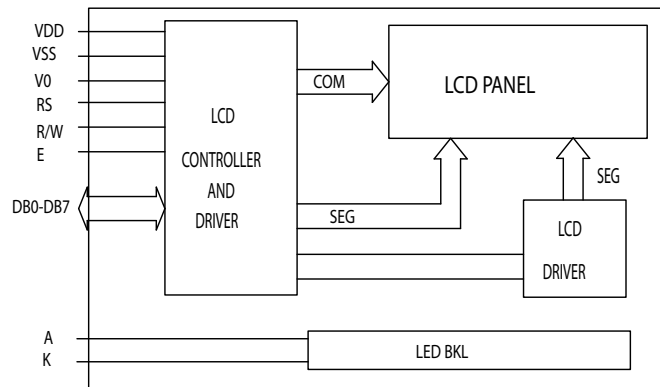 VDD
VSS
V0
RS
R/W
E
DB0-DB7
A
K
LCD
CONTROLLER
AND
DRIVER
COM
SEG
LCD PANEL
SEG
LCD
DRIVER
LED BKL